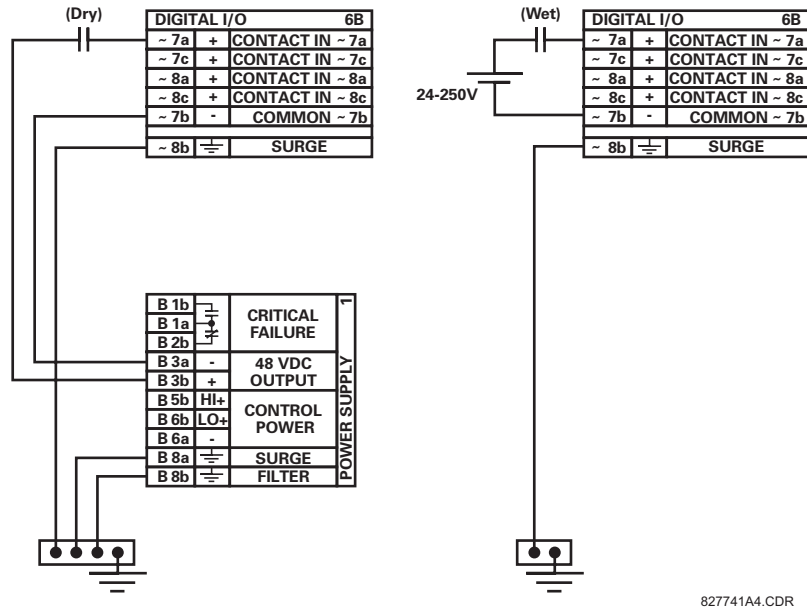 (Dry)
DIGITAL I/O 6B
~ 7a + CONTACT IN ~ 7a
~ 7c + CONTACT IN ~ 7c
~ 8a + CONTACT IN ~ 8a
~ 8c + CONTACT IN ~ 8c
~ 7b - COMMON ~ 7b
~ 8b SURGE
B 1b
B 1a
B 2b
CRITICAL
FAILURE
B 3a -
B 3b +
48 VDC
OUTPUT
B 5b HI+
B 6b LO+
B 6a -
CONTROL
POWER
B 8a SURGE
B 8b FILTER
POWER SUPPLY 1
(Wet)
24-250V
DIGITAL I/O 6B
~ 7a + CONTACT IN ~ 7a
~ 7c + CONTACT IN ~ 7c
~ 8a + CONTACT IN ~ 8a
~ 8c + CONTACT IN ~ 8c
~ 7b - COMMON ~ 7b
~ 8b SURGE
827741A4.CDR